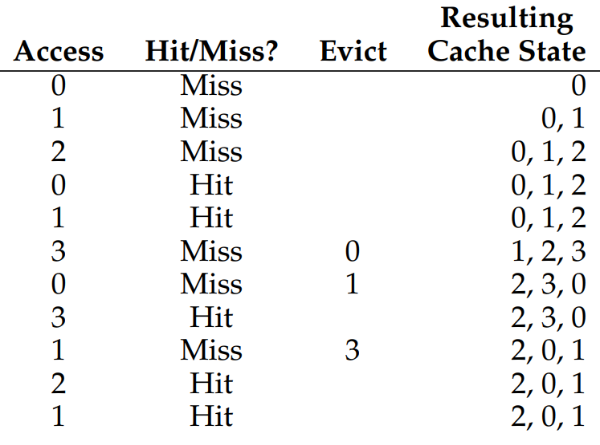 Resulting
Access Hit/Miss? Evict Cache State
0 Miss 0
1 Miss 0, 1
2 Miss 0, 1, 2
0 Hit 0, 1, 2
1 Hit 0, 1, 2
3 Miss 0 1, 2, 3
0 Miss 1 2, 3, 0
3 Hit 2, 3, 0
1 Miss 3 2, 0, 1
2 Hit 2, 0, 1
1 Hit 2, 0, 1